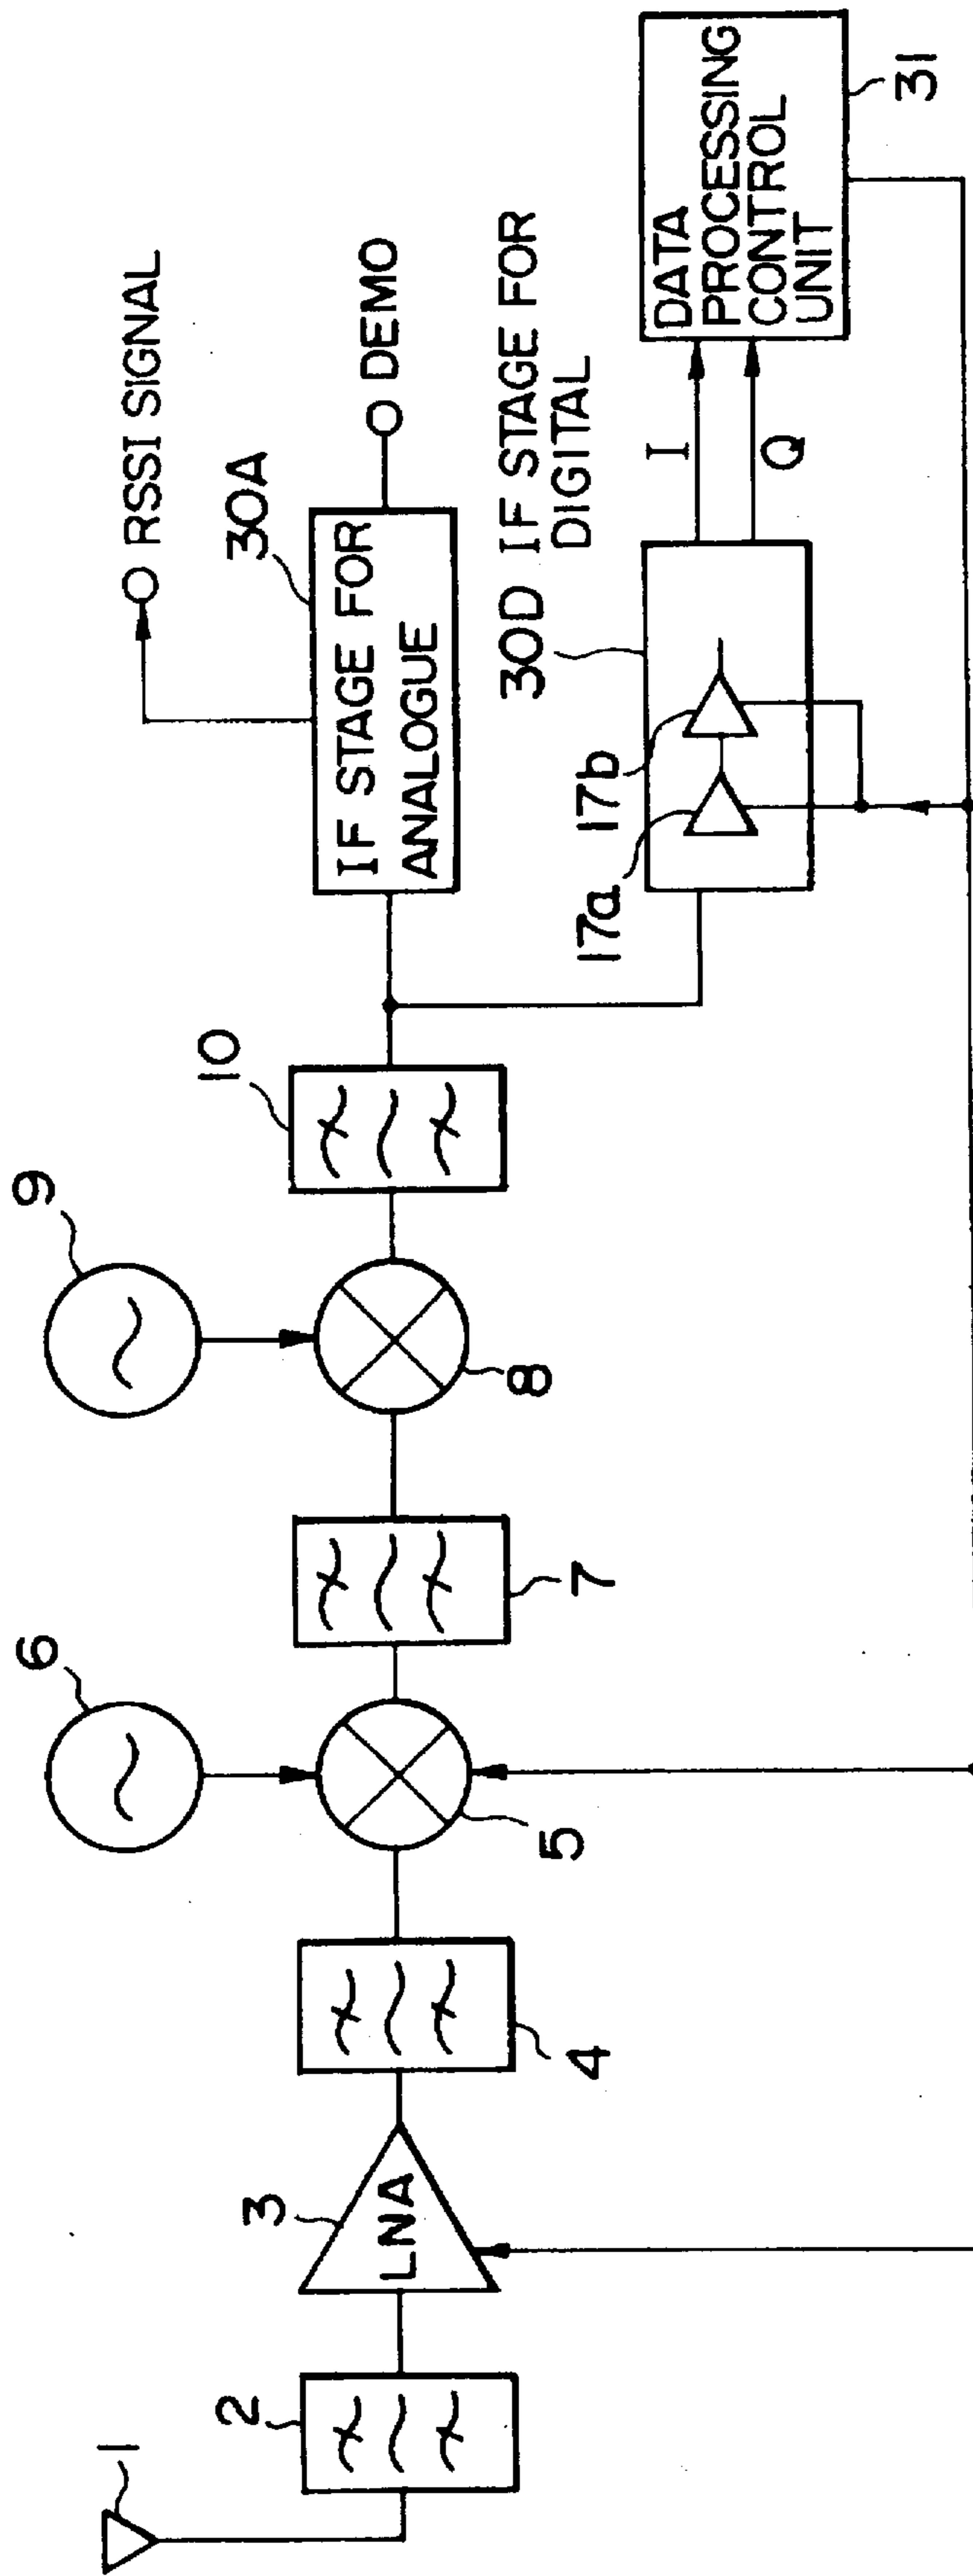 1
2
3
LNA
4
5
6
7
8
9
10
RSSI SIGNAL
30A
IF STAGE FOR
ANALOGUE
DEMO
30D IF STAGE FOR
DIGITAL
17a
17b
I
Q
DATA
PROCESSING
CONTROL
UNIT
31